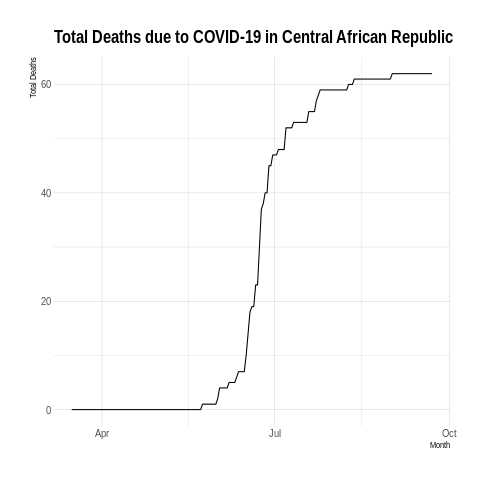 Total Deaths due to COVID-19 in Central African Republic
Total Deaths
60
40
20
0
Apr Jul Oct
Month